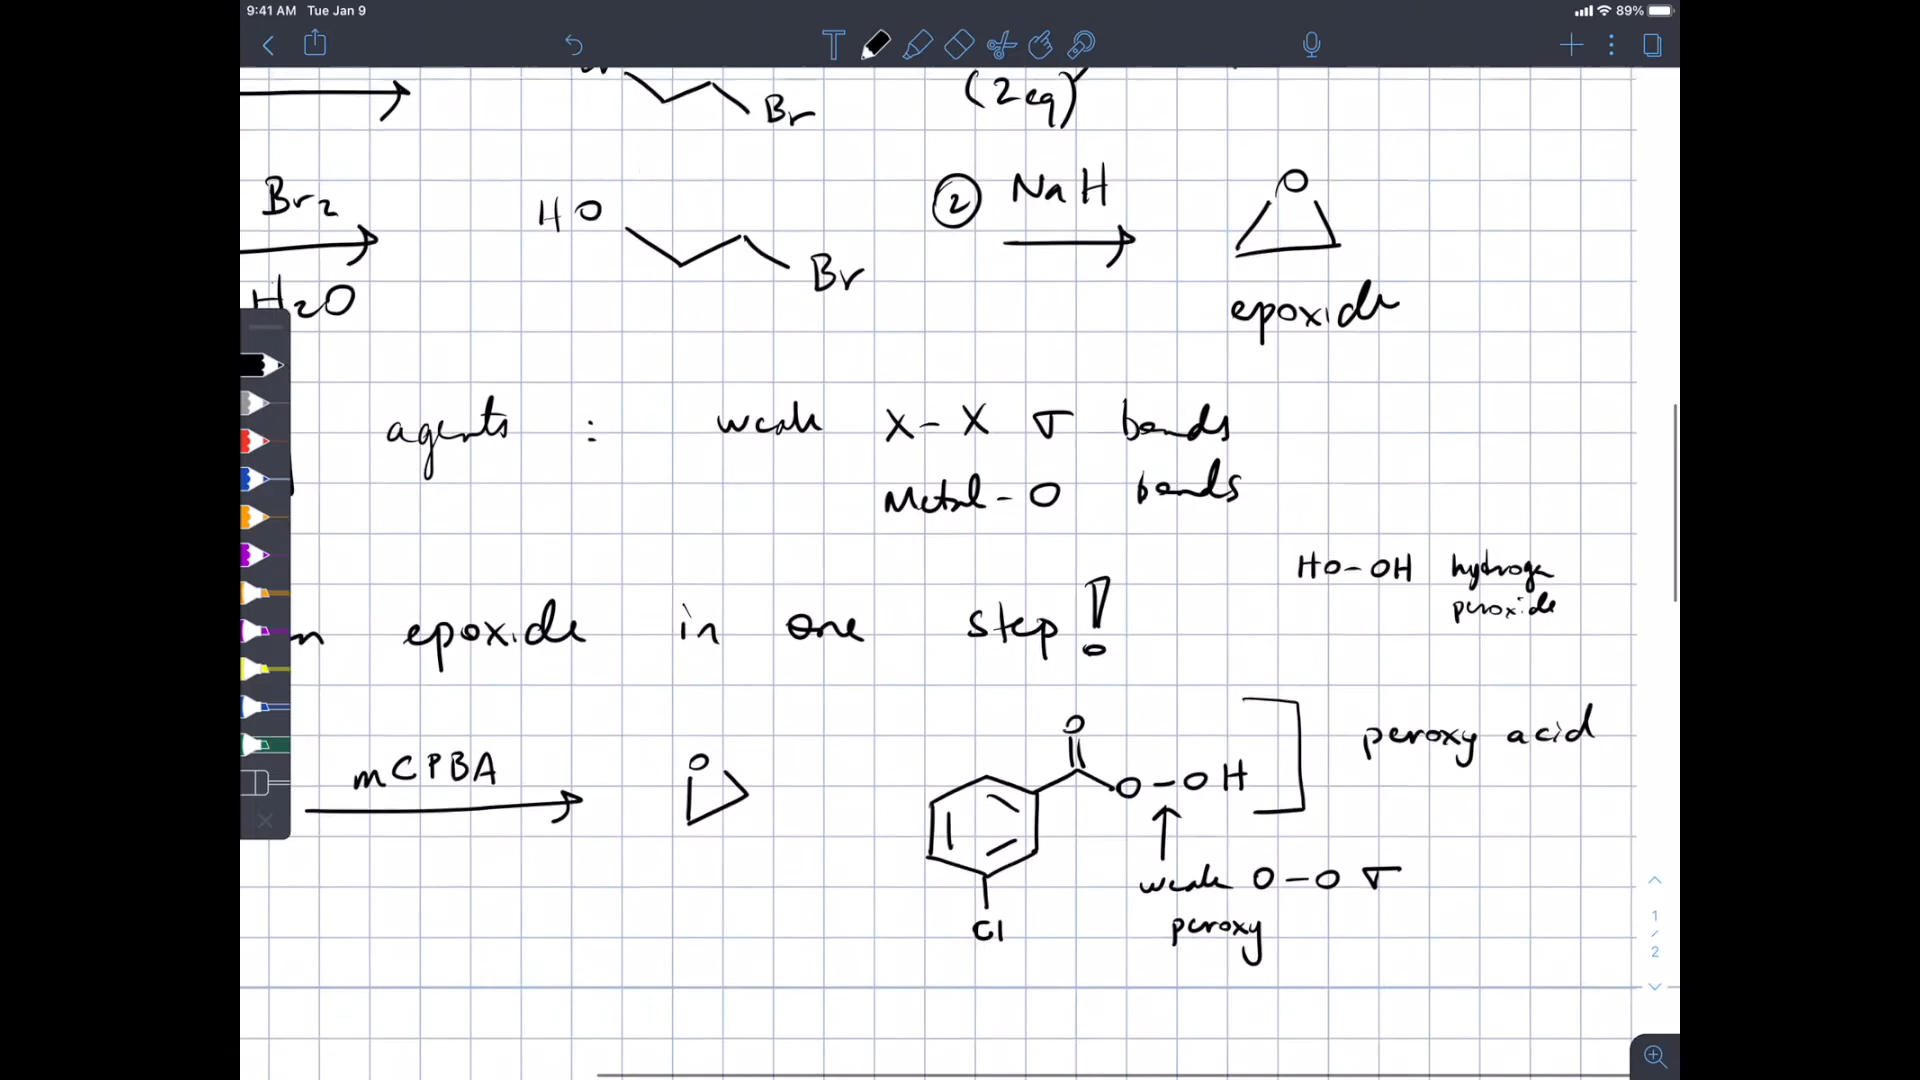 9:41 AM Tue Jan 9
89%
Br
(2eq)
Br2
H2O
HO
Br
2 NaH
O
epoxide
agents : weak X-X σ bonds
Metal-O bonds
HO-OH hydrogen
peroxide
n epoxide in one step!
mCPBA
O
O
O-OH
peroxy acid
weak O-O σ
peroxy
Cl
1
/
2